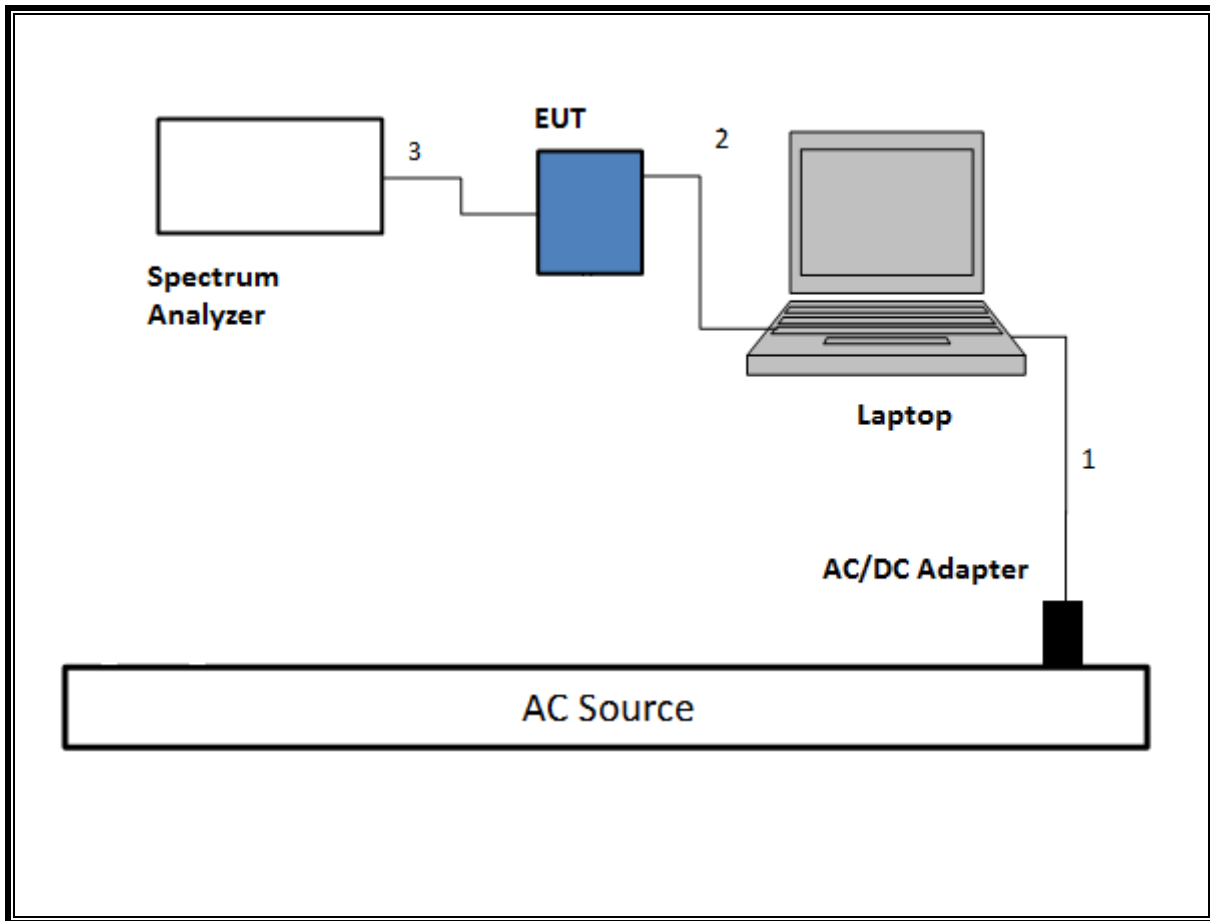 EUT
3
2
Spectrum
Analyzer
Laptop
1
AC/DC Adapter
AC Source